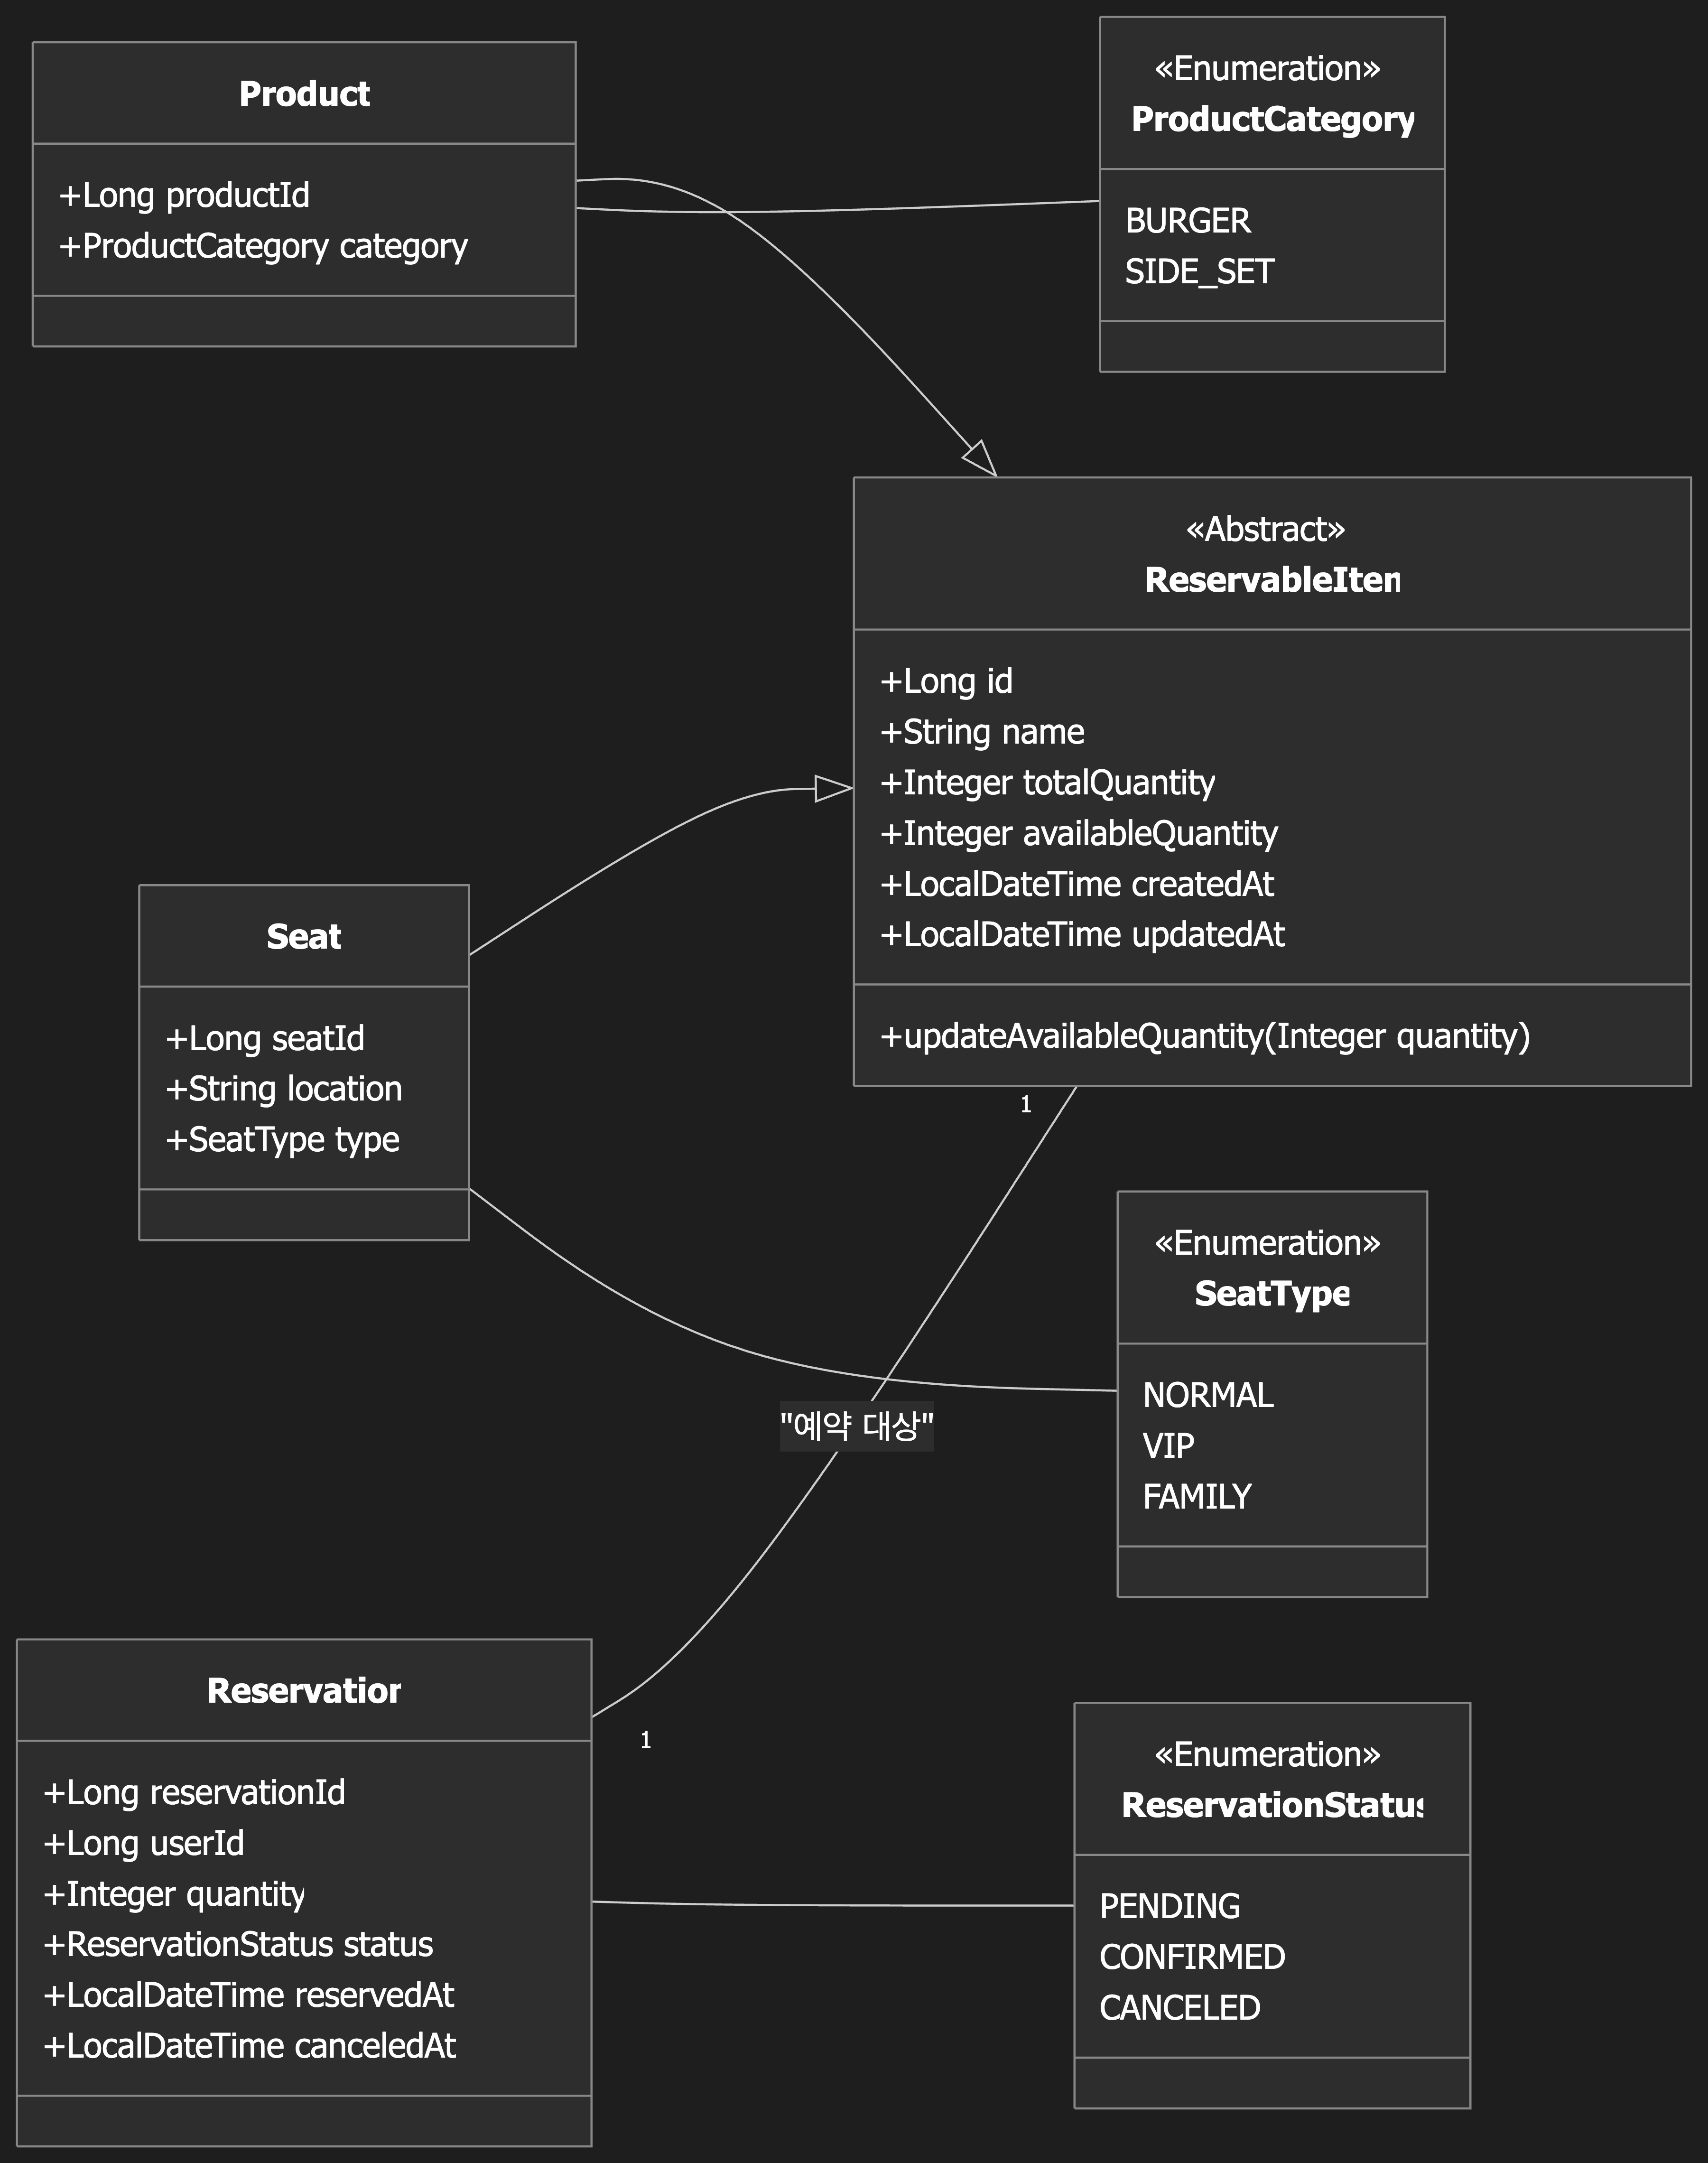 Product
+Long productId
+ProductCategory category
«Enumeration»
ProductCategory
BURGER
SIDE_SET
«Abstract»
ReservableIten
+Long id
+String name
+Integer totalQuantity
+Integer availableQuantity
+LocalDateTime createdAt
+LocalDateTime updatedAt
+updateAvailableQuantity(Integer quantity)
Seat
+Long seatId
+String location
+SeatType type
1
«Enumeration»
SeatType
NORMAL
VIP
FAMILY
"예약 대상"
Reservatior
1
+Long reservationId
+Long userId
+Integer quantity
+ReservationStatus status
+LocalDateTime reservedAt
+LocalDateTime canceledAt
«Enumeration»
ReservationStatus
PENDING
CONFIRMED
CANCELED